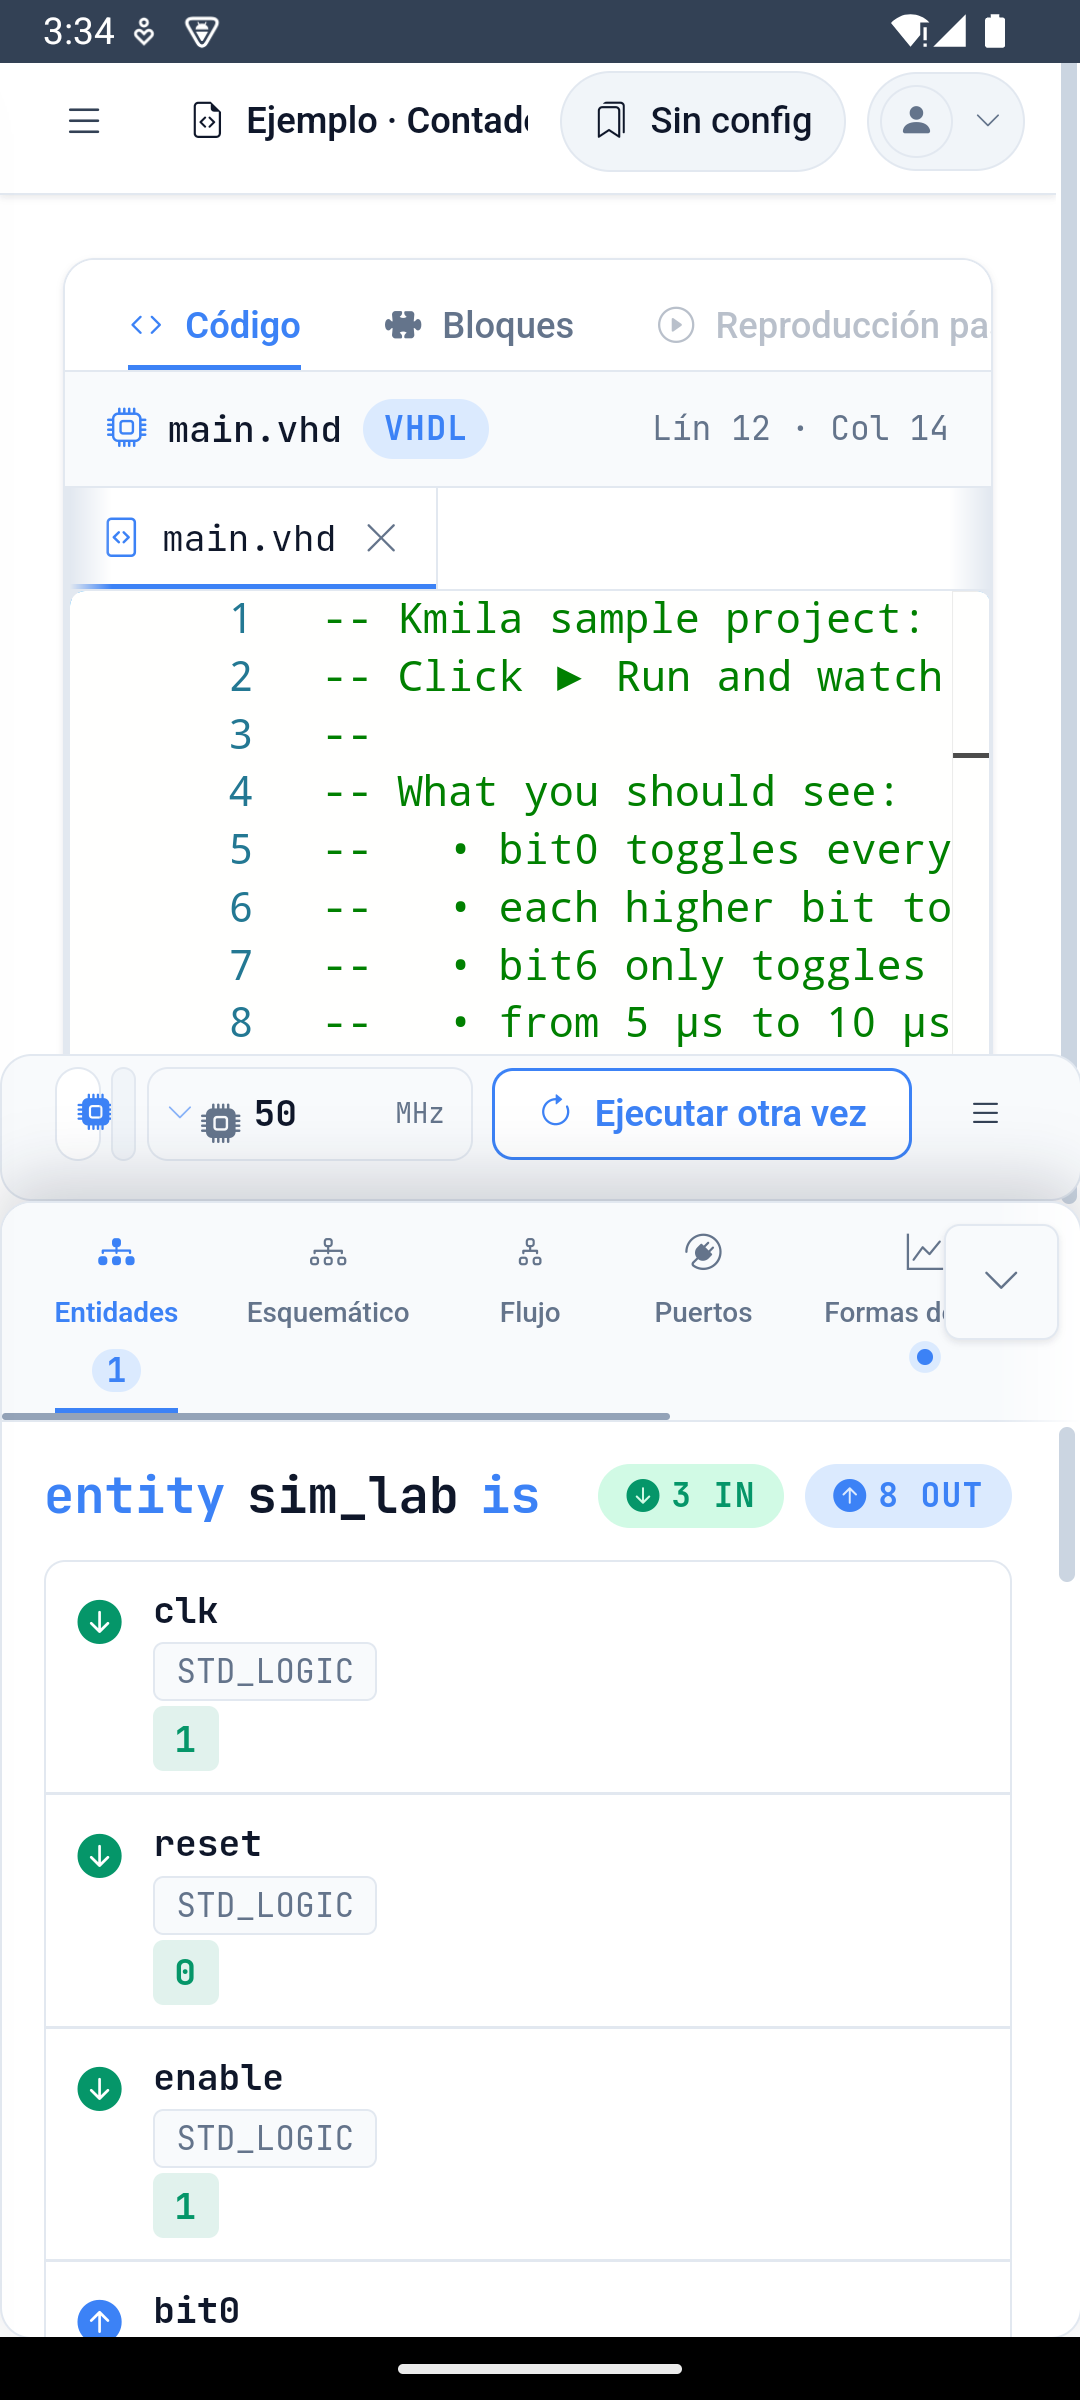 3:34
Ejemplo · Contad
Sin config
Código
Bloques
Reproducción pa
main.vhd
VHDL
Lín 12 · Col 14
main.vhd
1 -- Kmila sample project:
2 -- Click ▶ Run and watch
3 --
4 -- What you should see:
5 --   • bit0 toggles every
6 --   • each higher bit to
7 --   • bit6 only toggles
8 --   • from 5 µs to 10 µs
50 MHz
Ejecutar otra vez
Entidades
Esquemático
Flujo
Puertos
Formas d
1
entity sim_lab is
3 IN
8 OUT
clk
STD_LOGIC
1
reset
STD_LOGIC
0
enable
STD_LOGIC
1
bit0